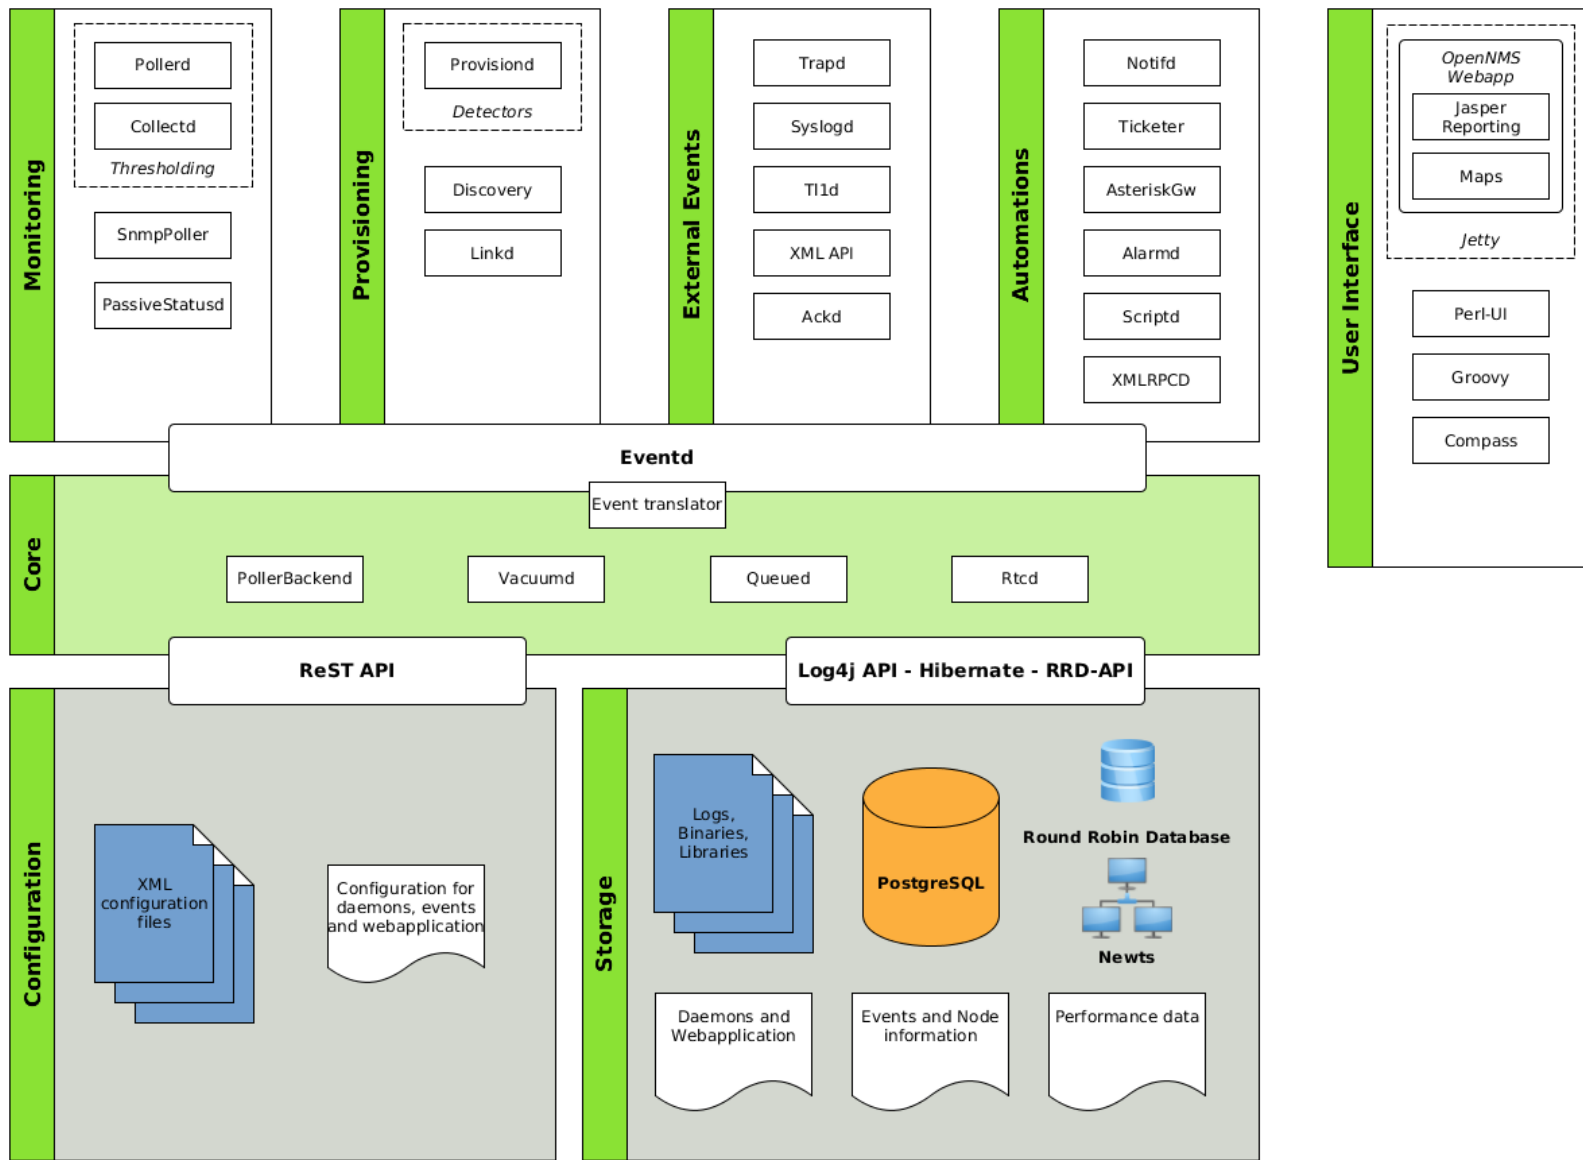 Monitoring
Pollerd
Collectd
Thresholding
SnmpPoller
PassiveStatusd
Provisioning
Provisiond
Detectors
Discovery
Linkd
External Events
Trapd
Syslogd
Tl1d
XML API
Ackd
Automations
Notifd
Ticketer
AsteriskGw
Alarmd
Scriptd
XMLRPCD
User Interface
OpenNMS
Webapp
Jasper
Reporting
Maps
Jetty
Perl-UI
Groovy
Compass
Eventd
Event translator
Core
PollerBackend
Vacuumd
Queued
Rtcd
ReST API
Log4j API - Hibernate - RRD-API
Configuration
XML
configuration
files
Configuration for
daemons, events
and webapplication
Storage
Logs,
Binaries,
Libraries
PostgreSQL
Round Robin Database
Newts
Daemons and
Webapplication
Events and Node
information
Performance data